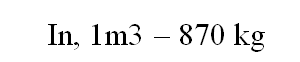 In, 1m3 – 870 kg